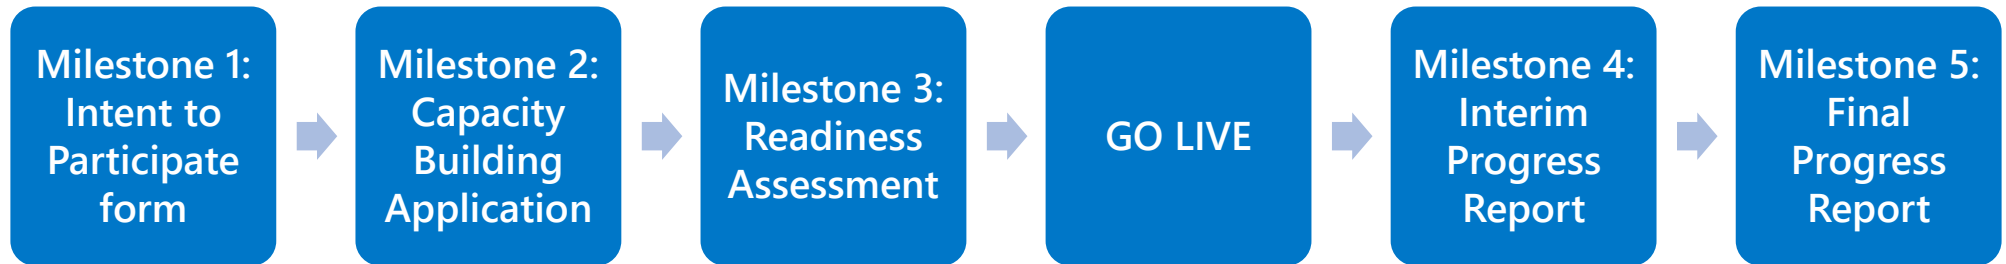 Milestone 1:
Intent to
Participate
form
Milestone 2:
Capacity
Building
Application
Milestone 3:
Readiness
Assessment
GO LIVE
Milestone 4:
Interim
Progress
Report
Milestone 5:
Final
Progress
Report